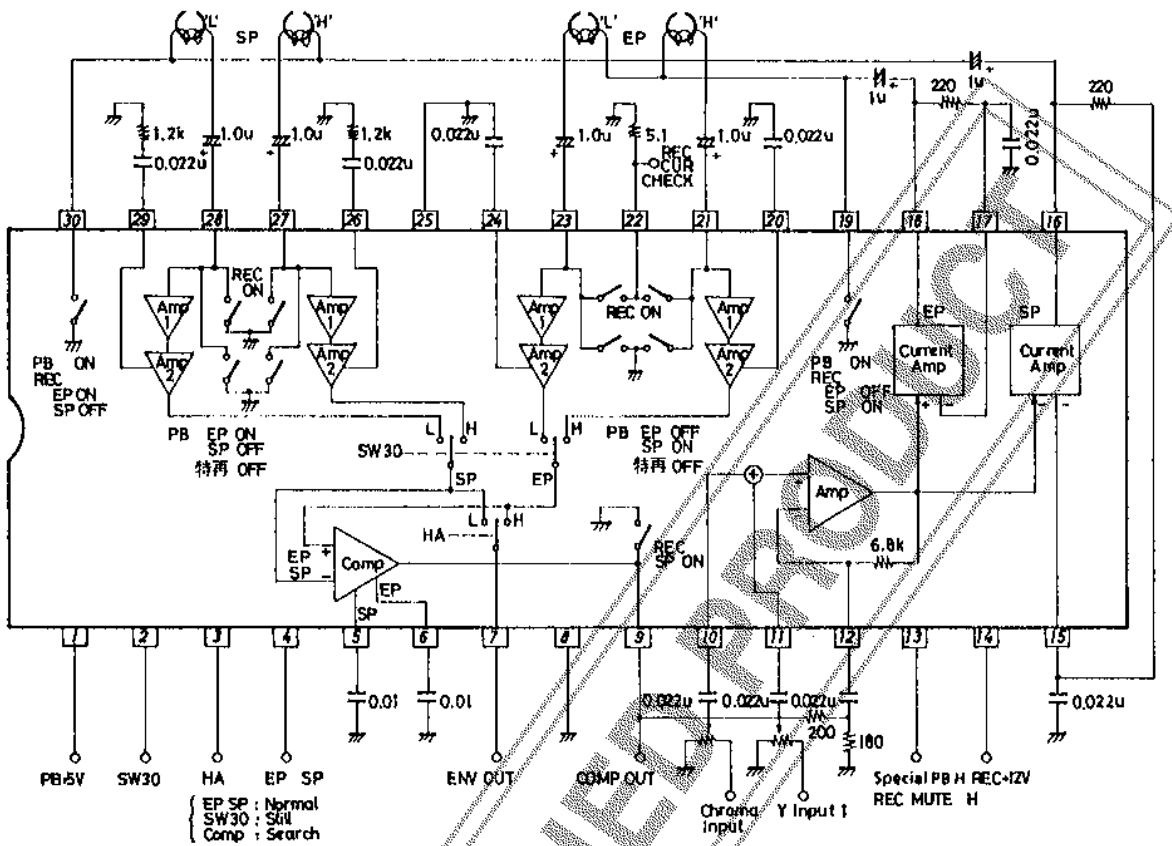 'L' SP 'H' 'L' EP 'H'
1u
1u 220 220
1.2k 1.0u 1.0u 1.2k 0.022u 1.0u 5.1 1.0u 0.022u 0.022u
0.022u 0.022u
REC
CUR
CHECK
30 29 28 27 26 25 24 23 22 21 20 19 18 17 16
REC
ON
REC ON
Amp
1
Amp
1
Amp
1
Amp
1
Amp
2
Amp
2
Amp
2
Amp
2
EP SP
Current
Amp
Current
Amp
+ -
PB ON
REC
EP ON
SP OFF
PB ON
REC
EP OFF
SP ON
PB EP ON
SP OFF
特再 OFF
PB EP OFF
SP ON
特再 OFF
L H L H
SW30
SP EP
L H
HA
EP +
SP -
Comp
EP
SP
REC
SP ON
+
+
-
Amp
6.8k
1 2 3 4 5 6 7 8 9 10 11 12 13 14 15
0.01 0.01 0.022u 0.022u 0.022u 0.022u
200
180
PB+5V SW30 HA EP SP ENV OUT COMP OUT Special PB H REC+12V
REC MUTE H
EP SP : Normal
SW30 : Still
Comp : Search
Chroma
Input
Y Input
NED PRODUCT